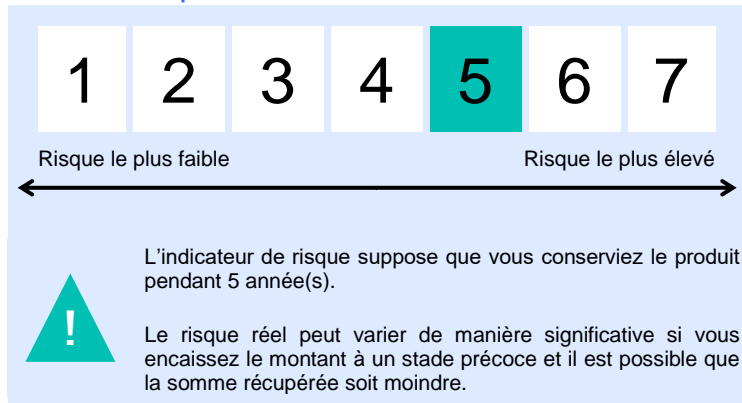 1 2 3 4 5 6 7
Risque le plus faible Risque le plus élevé
L'indicateur de risque suppose que vous conserviez le produit
pendant 5 année(s).
!
Le risque réel peut varier de manière significative si vous
encaissez le montant à un stade précoce et il est possible que
la somme récupérée soit moindre.